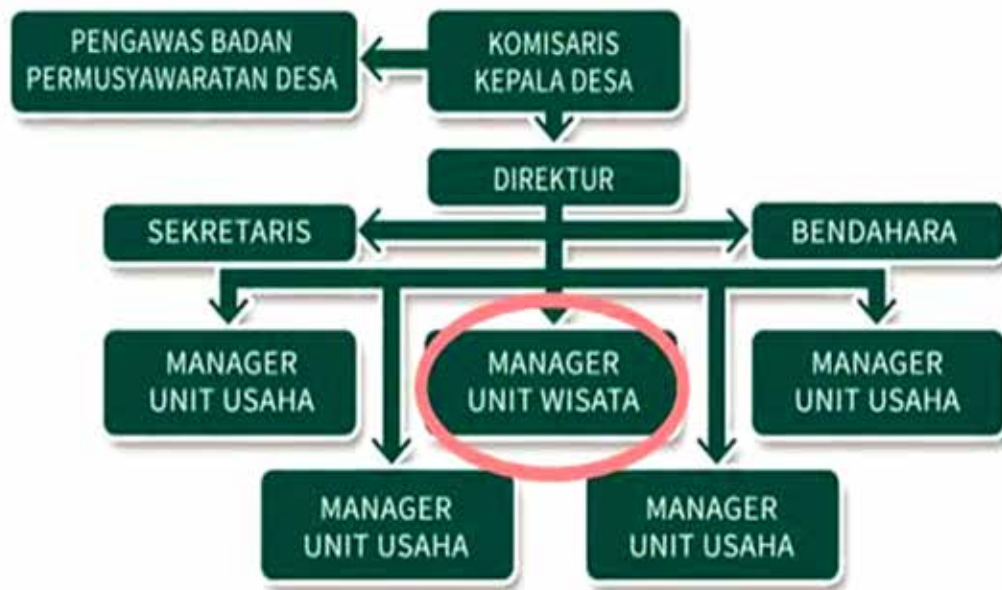 PENGAWAS BADAN
PERMUSYAWARATAN DESA
KOMISARIS
KEPALA DESA
DIREKTUR
SEKRETARIS
BENDAHARA
MANAGER
UNIT USAHA
MANAGER
UNIT WISATA
MANAGER
UNIT USAHA
MANAGER
UNIT USAHA
MANAGER
UNIT USAHA